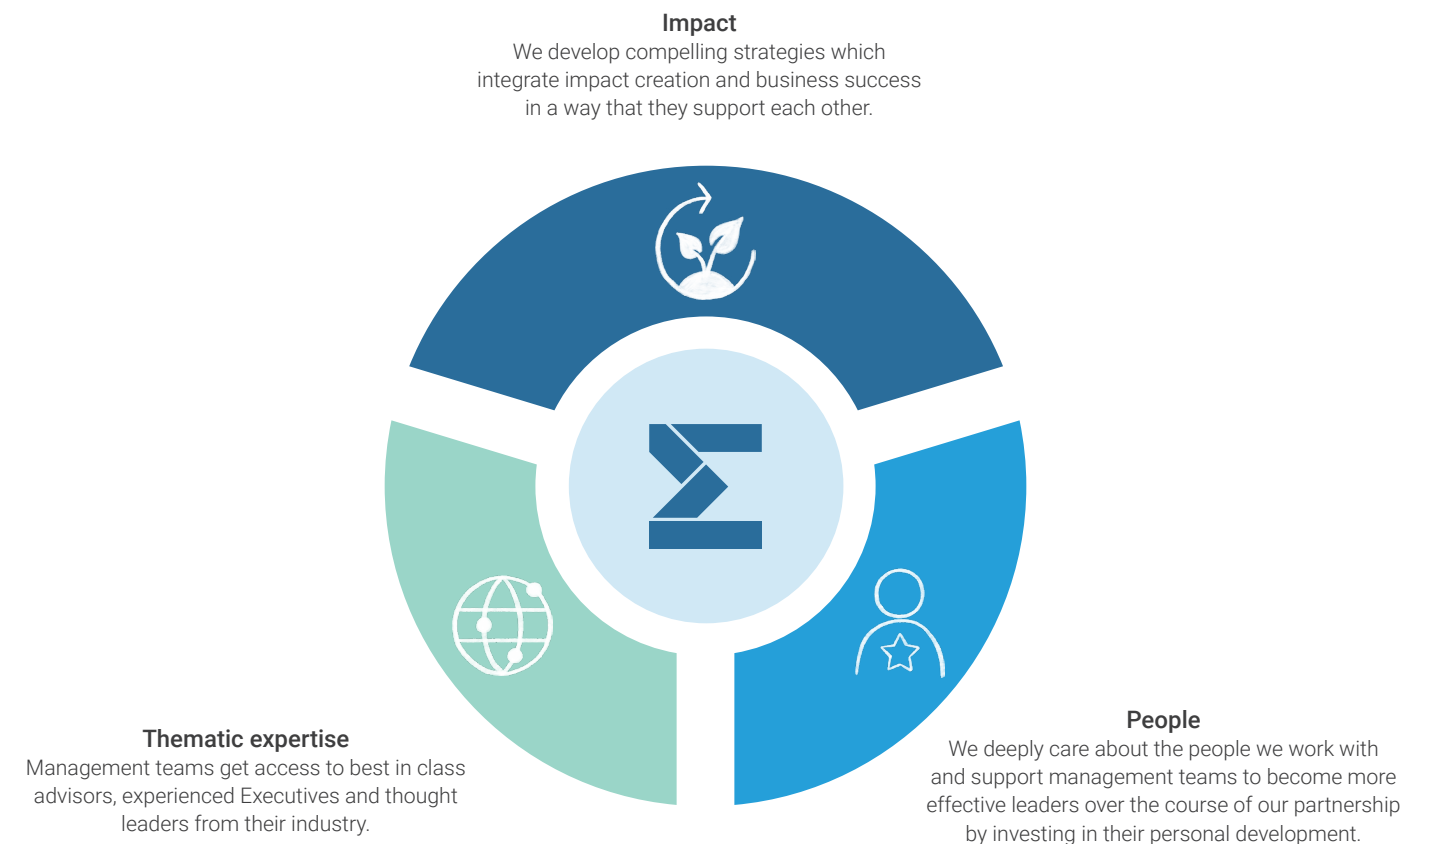 Impact
We develop compelling strategies which
integrate impact creation and business success
in a way that they support each other.
Thematic expertise
Management teams get access to best in class
advisors, experienced Executives and thought
leaders from their industry.
People
We deeply care about the people we work with
and support management teams to become more
effective leaders over the course of our partnership
by investing in their personal development.